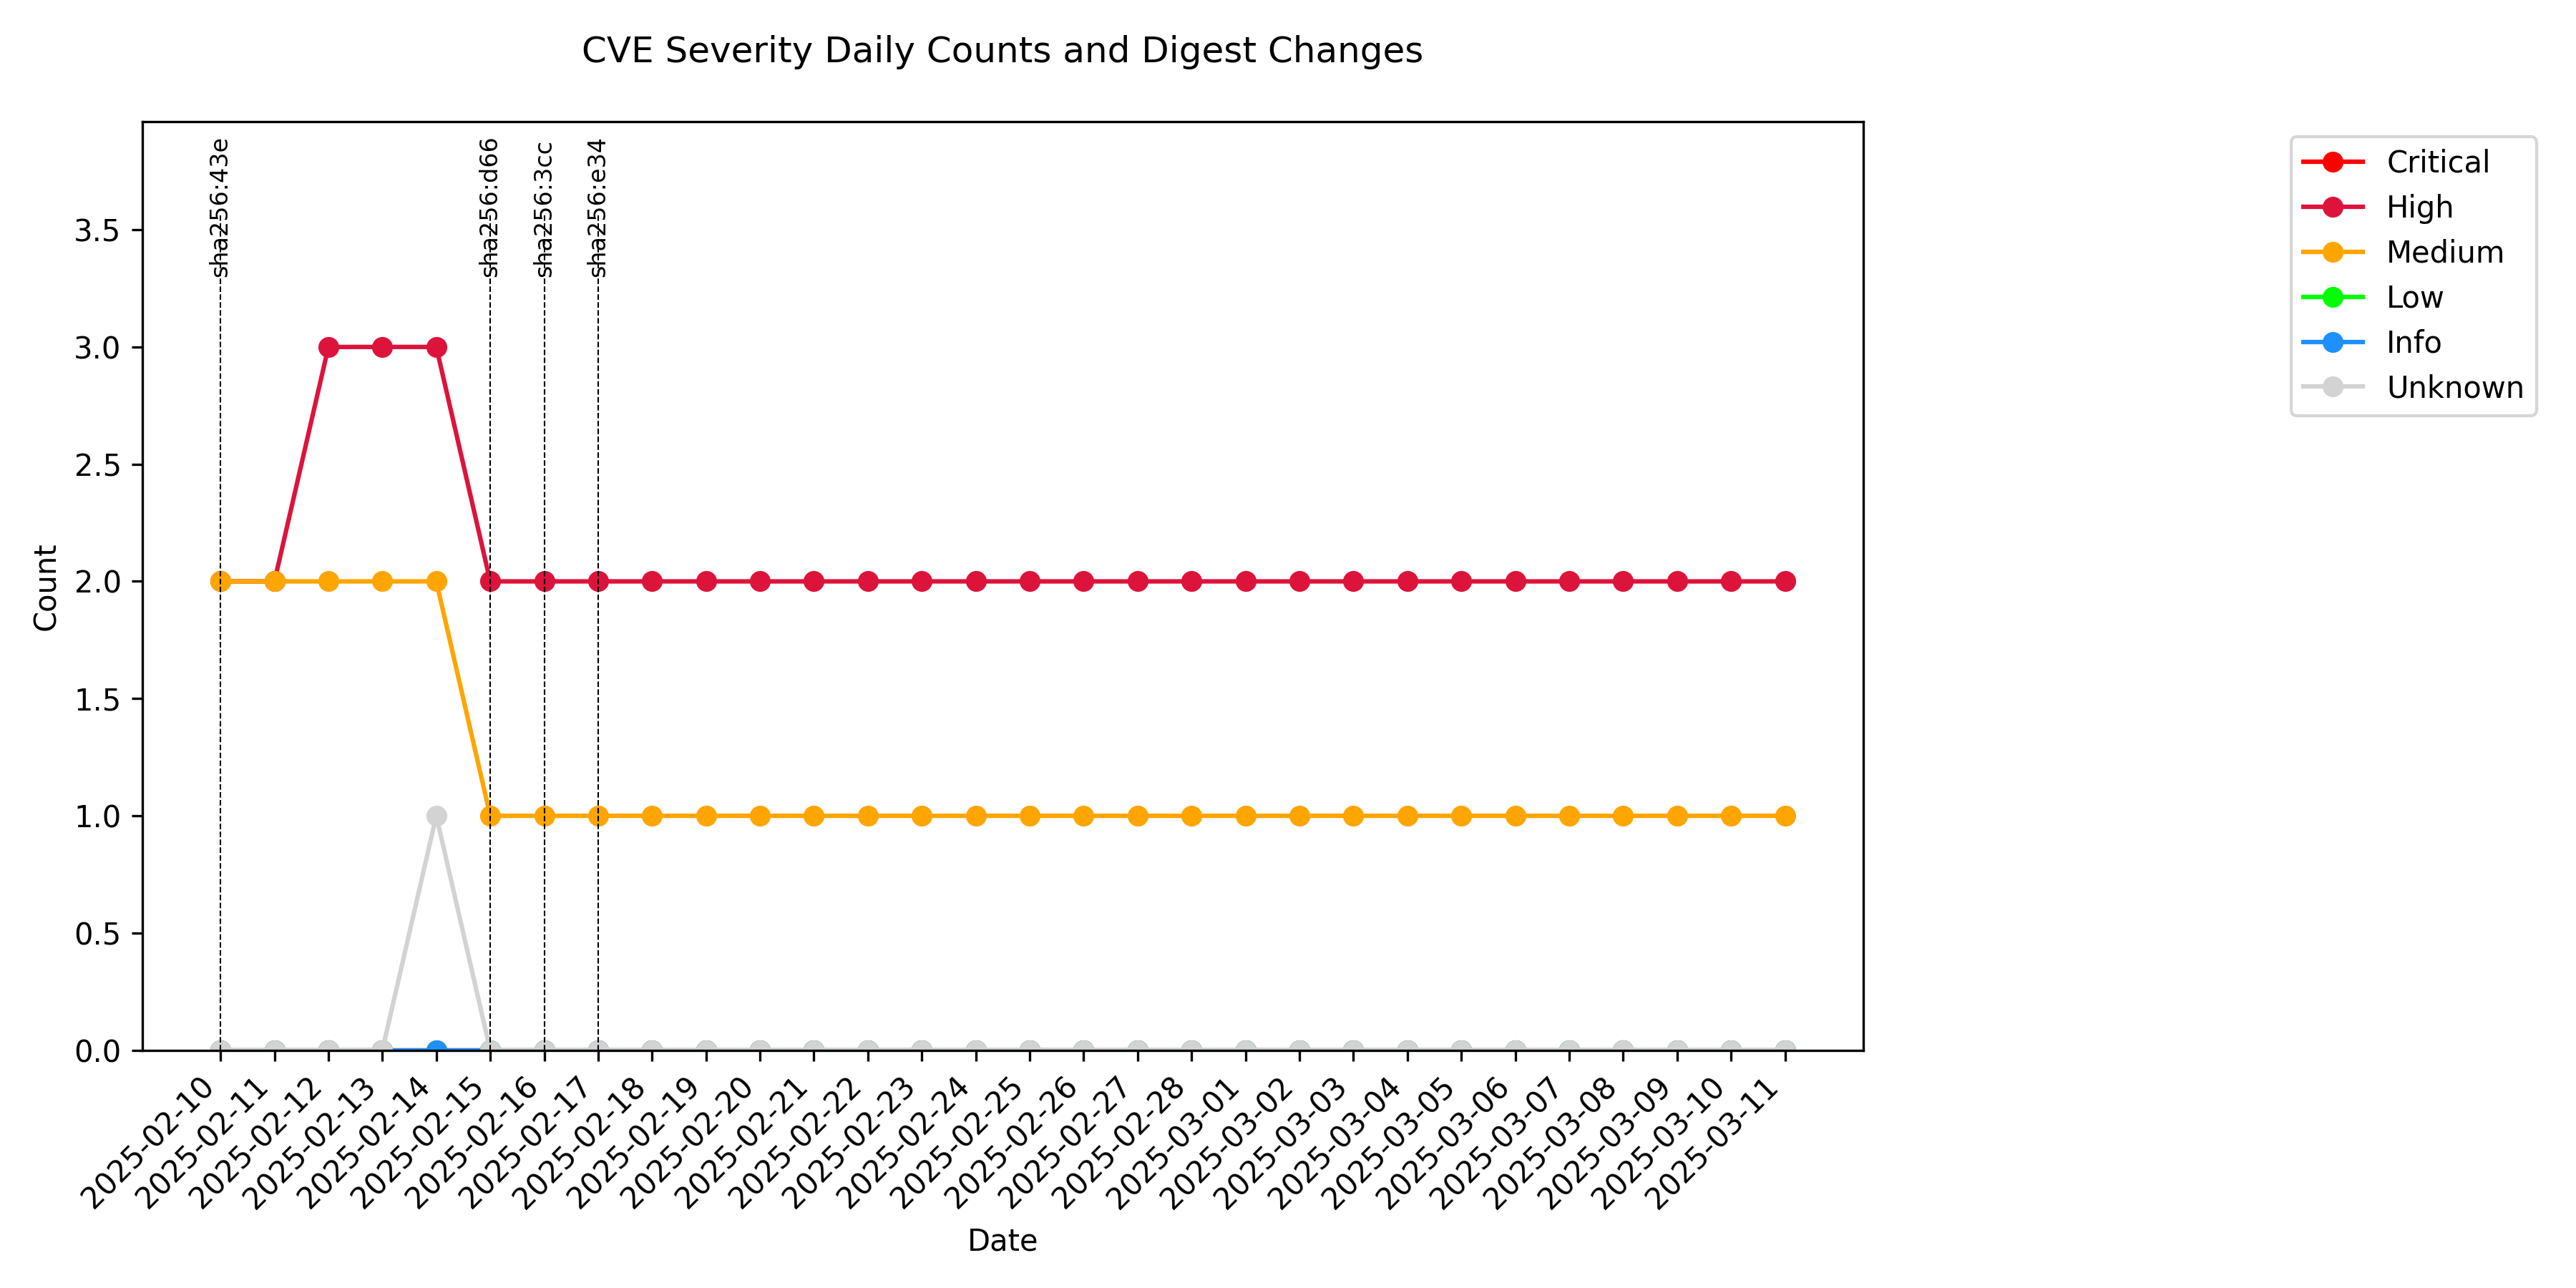 CVE Severity Daily Counts and Digest Changes
sha256:43e
sha256:d66
sha256:3cc
sha256:e34
Critical
High
Medium
Low
Info
Unknown
3.5
3.0
2.5
2.0
1.5
1.0
0.5
0.0
Count
2025-02-10
2025-02-11
2025-02-12
2025-02-13
2025-02-14
2025-02-15
2025-02-16
2025-02-17
2025-02-18
2025-02-19
2025-02-20
2025-02-21
2025-02-22
2025-02-23
2025-02-24
2025-02-25
2025-02-26
2025-02-27
2025-02-28
2025-03-01
2025-03-02
2025-03-03
2025-03-04
2025-03-05
2025-03-06
2025-03-07
2025-03-08
2025-03-09
2025-03-10
2025-03-11
Date